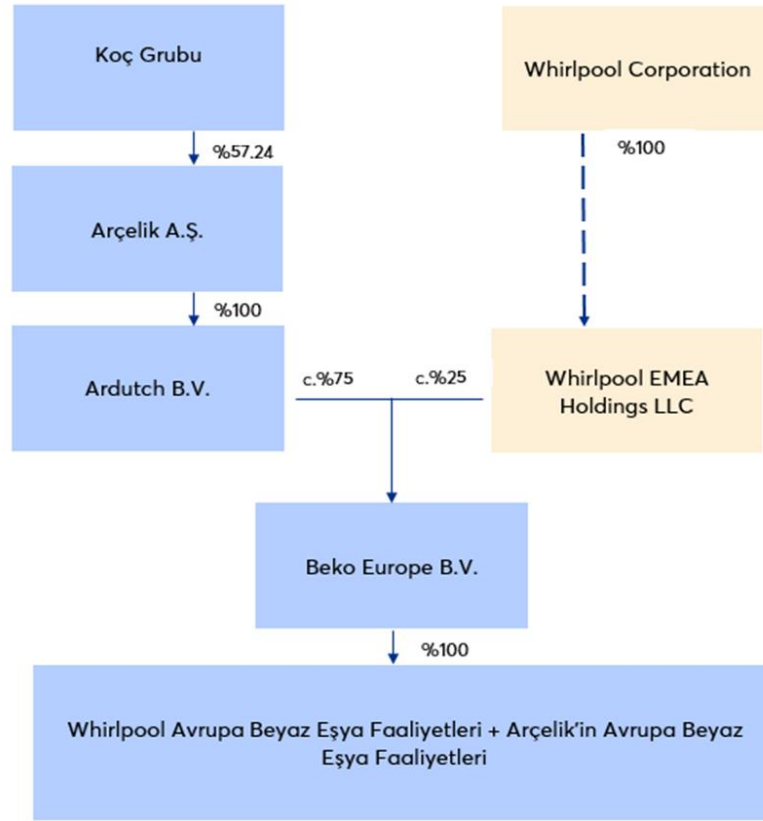 Koç Grubu
Whirlpool Corporation
%57.24
%100
Arçelik A.Ş.
%100
Ardutch B.V.
c.%75
c.%25
Whirlpool EMEA
Holdings LLC
Beko Europe B.V.
%100
Whirlpool Avrupa Beyaz Eşya Faaliyetleri + Arçelik'in Avrupa Beyaz
Eşya Faaliyetleri